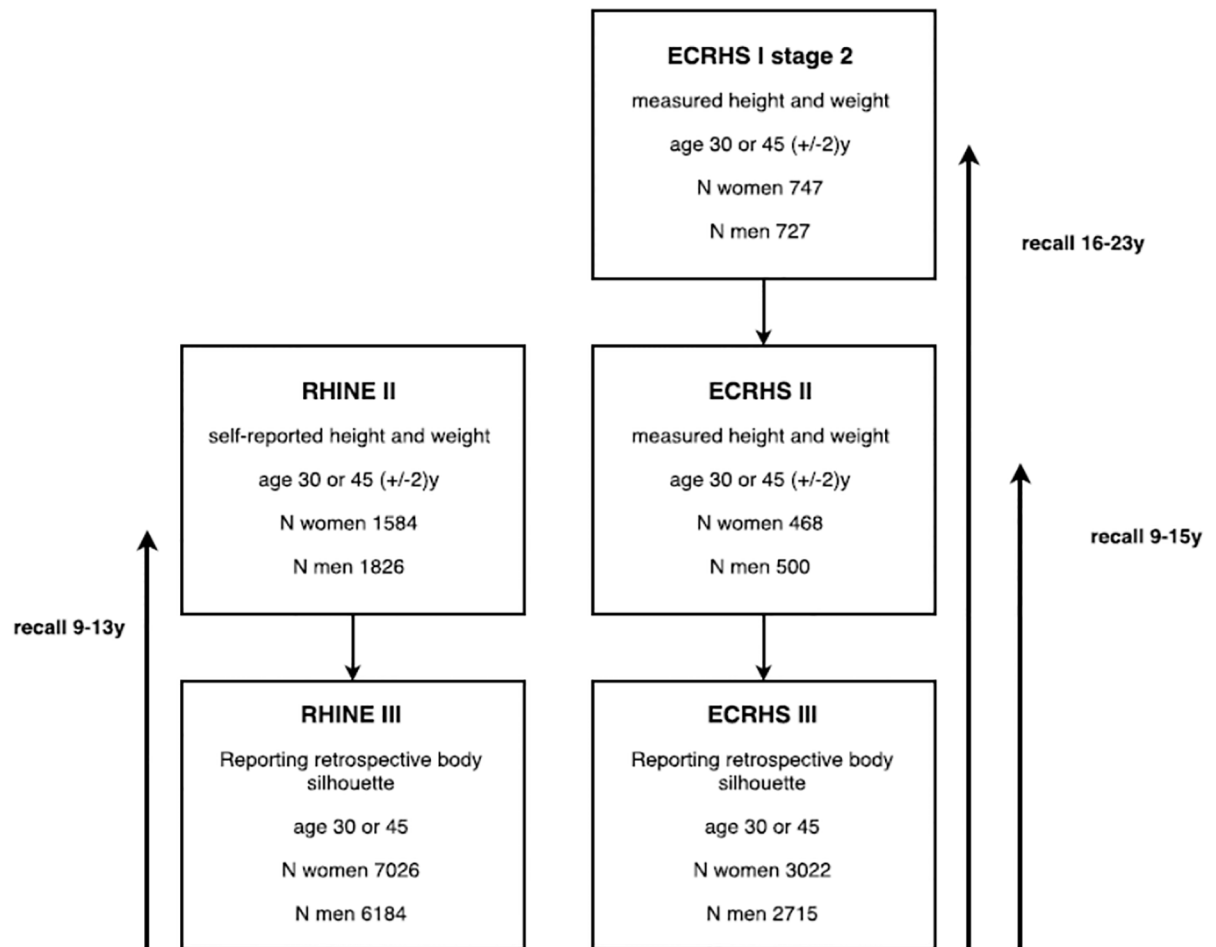 ECRHS I stage 2
measured height and weight
age 30 or 45 (+/-2)y
N women 747
N men 727
recall 16-23y
RHINE II
self-reported height and weight
age 30 or 45 (+/-2)y
N women 1584
N men 1826
ECRHS II
measured height and weight
age 30 or 45 (+/-2)y
N women 468
N men 500
recall 9-15y
recall 9-13y
RHINE III
Reporting retrospective body
silhouette
age 30 or 45
N women 7026
N men 6184
ECRHS III
Reporting retrospective body
silhouette
age 30 or 45
N women 3022
N men 2715